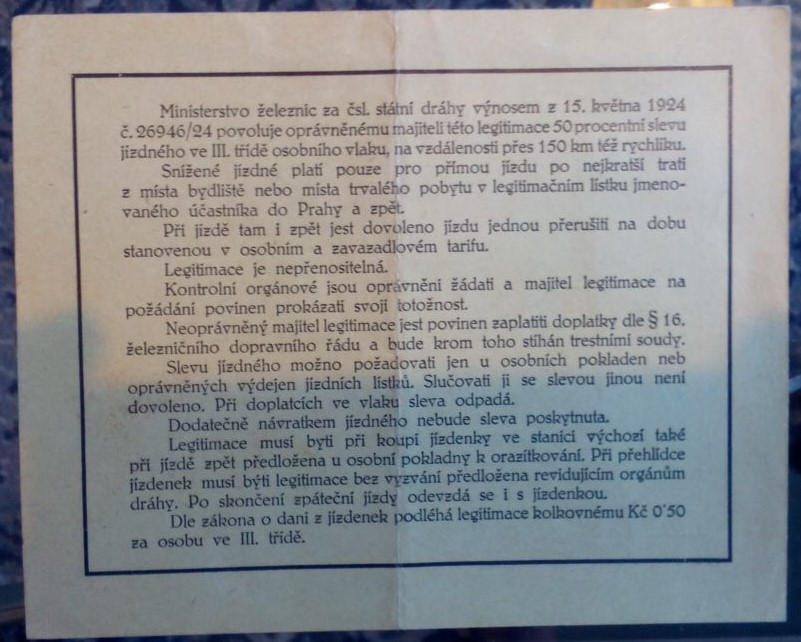 Ministerstvo železnic za čsl. státní dráhy výnosem z 15. května 1924
č. 26946/24 povoluje oprávněnému majiteli této legitimace 50 procentní slevu
jízdného ve III. třídě osobního vlaku, na vzdálenosti přes 150 km též rychlíku.
Snížené jízdné platí pouze pro přímou jízdu po nejkratší trati
z místa bydliště nebo místa trvalého pobytu v legitimačním lístku jmeno-
vaného účastníka do Prahy a zpět.
Při jízdě tam i zpět jest dovoleno jízdu jednou přerušiti na dobu
stanovenou v osobním a zavazadlovém tarifu.
Legitimace je nepřenositelná.
Kontrolní orgánové jsou oprávnění žádati a majitel legitimace na
požádání povinen prokázati svoji totožnost.
Neoprávněný majitel legitimace jest povinen zaplatiti doplatky dle § 16.
železničního dopravního řádu a bude krom toho stíhán trestními soudy.
Slevu jízdného možno požadovati jen u osobních pokladen neb
oprávněných výdejen jízdních lístků. Slučovati ji se slevou jinou není
dovoleno. Při doplatcích ve vlaku sleva odpadá.
Dodatečně návratkem jízdného nebude sleva poskytnuta.
Legitimace musí býti při koupi jízdenky ve stanici výchozí také
při jízdě zpět předložena u osobní pokladny k orazítkování. Při přehlídce
jízdenek musí býti legitimace bez vyzvání předložena revidujícím orgánům
dráhy. Po skončení zpáteční jízdy odevzdá se i s jízdenkou.
Dle zákona o dani z jízdenek podléhá legitimace kolkovnému Kč 0˙50
za osobu ve III. třídě.